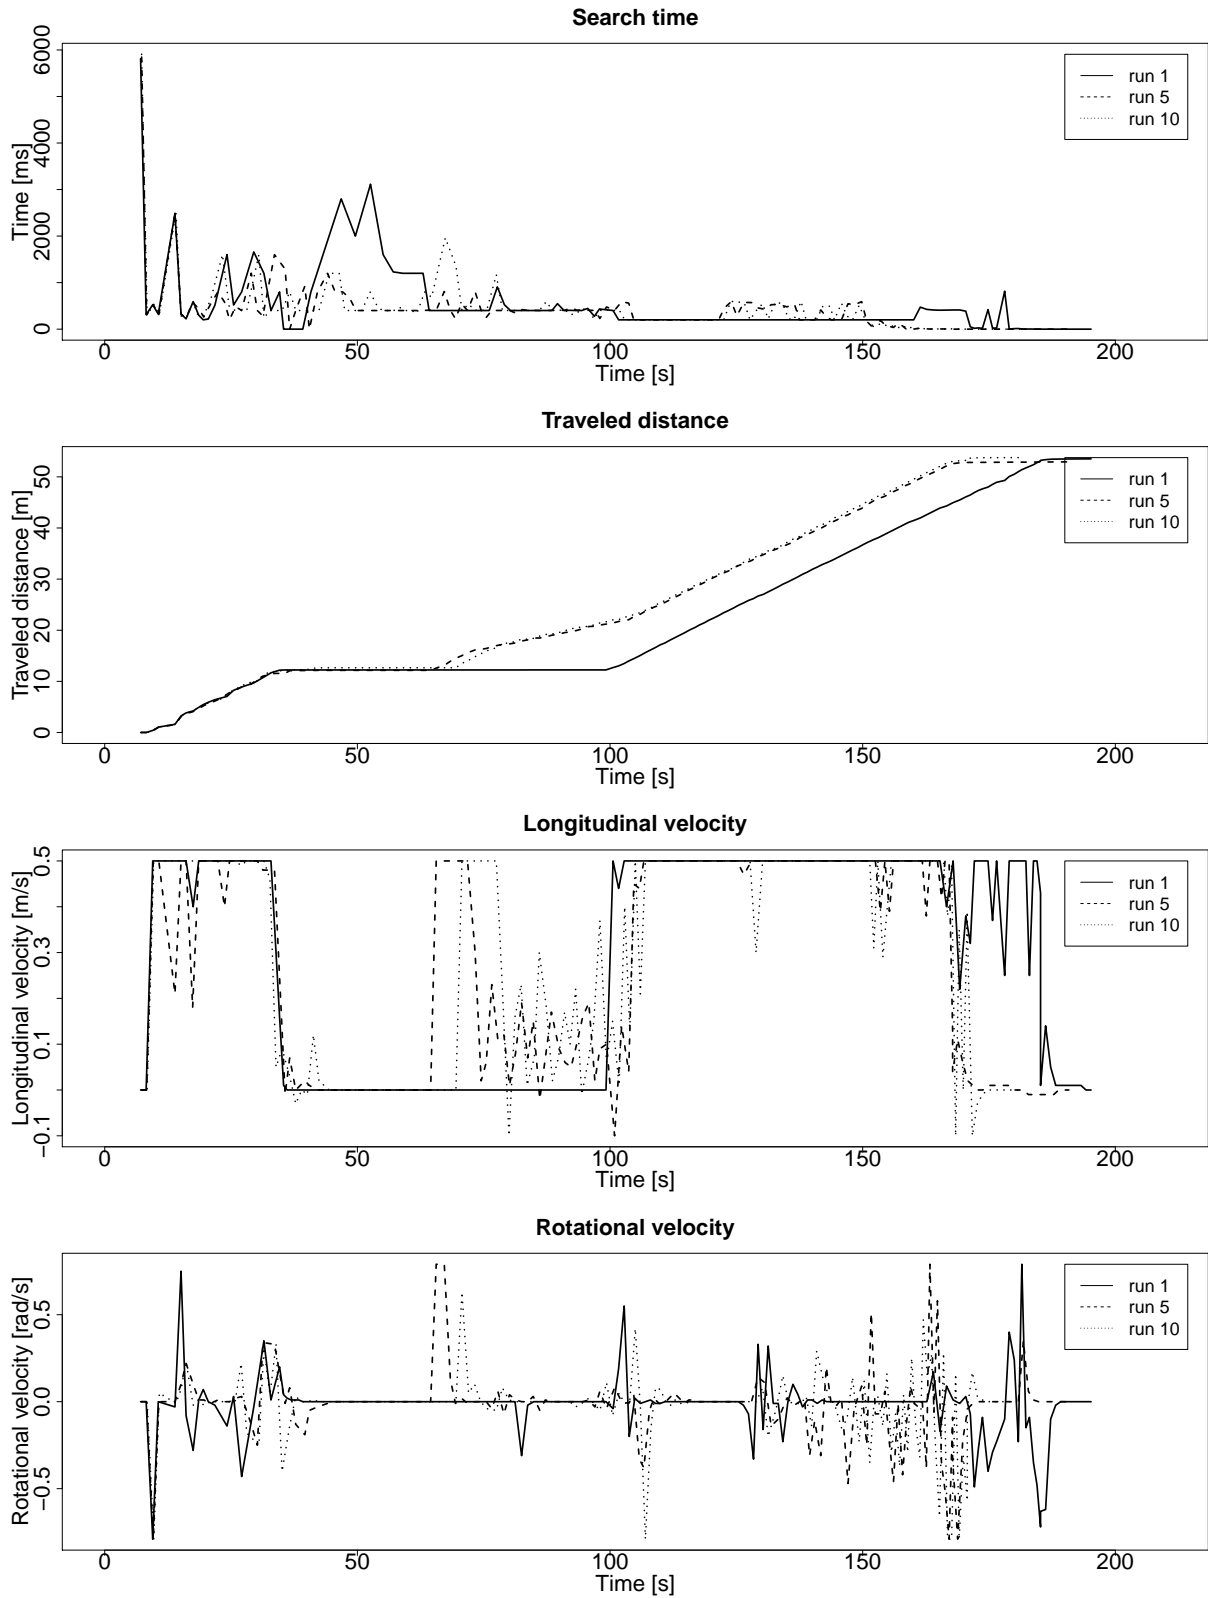 Search time
Time [ms]
6000
4000
2000
0
run 1
run 5
run 10
0 50 100 150 200
Time [s]
Traveled distance
Traveled distance [m]
50
40
30
20
10
0
run 1
run 5
run 10
0 50 100 150 200
Time [s]
Longitudinal velocity
Longitudinal velocity [m/s]
0.5
0.3
0.1
−0.1
run 1
run 5
run 10
0 50 100 150 200
Time [s]
Rotational velocity
Rotational velocity [rad/s]
0.5
0.0
−0.5
run 1
run 5
run 10
0 50 100 150 200
Time [s]